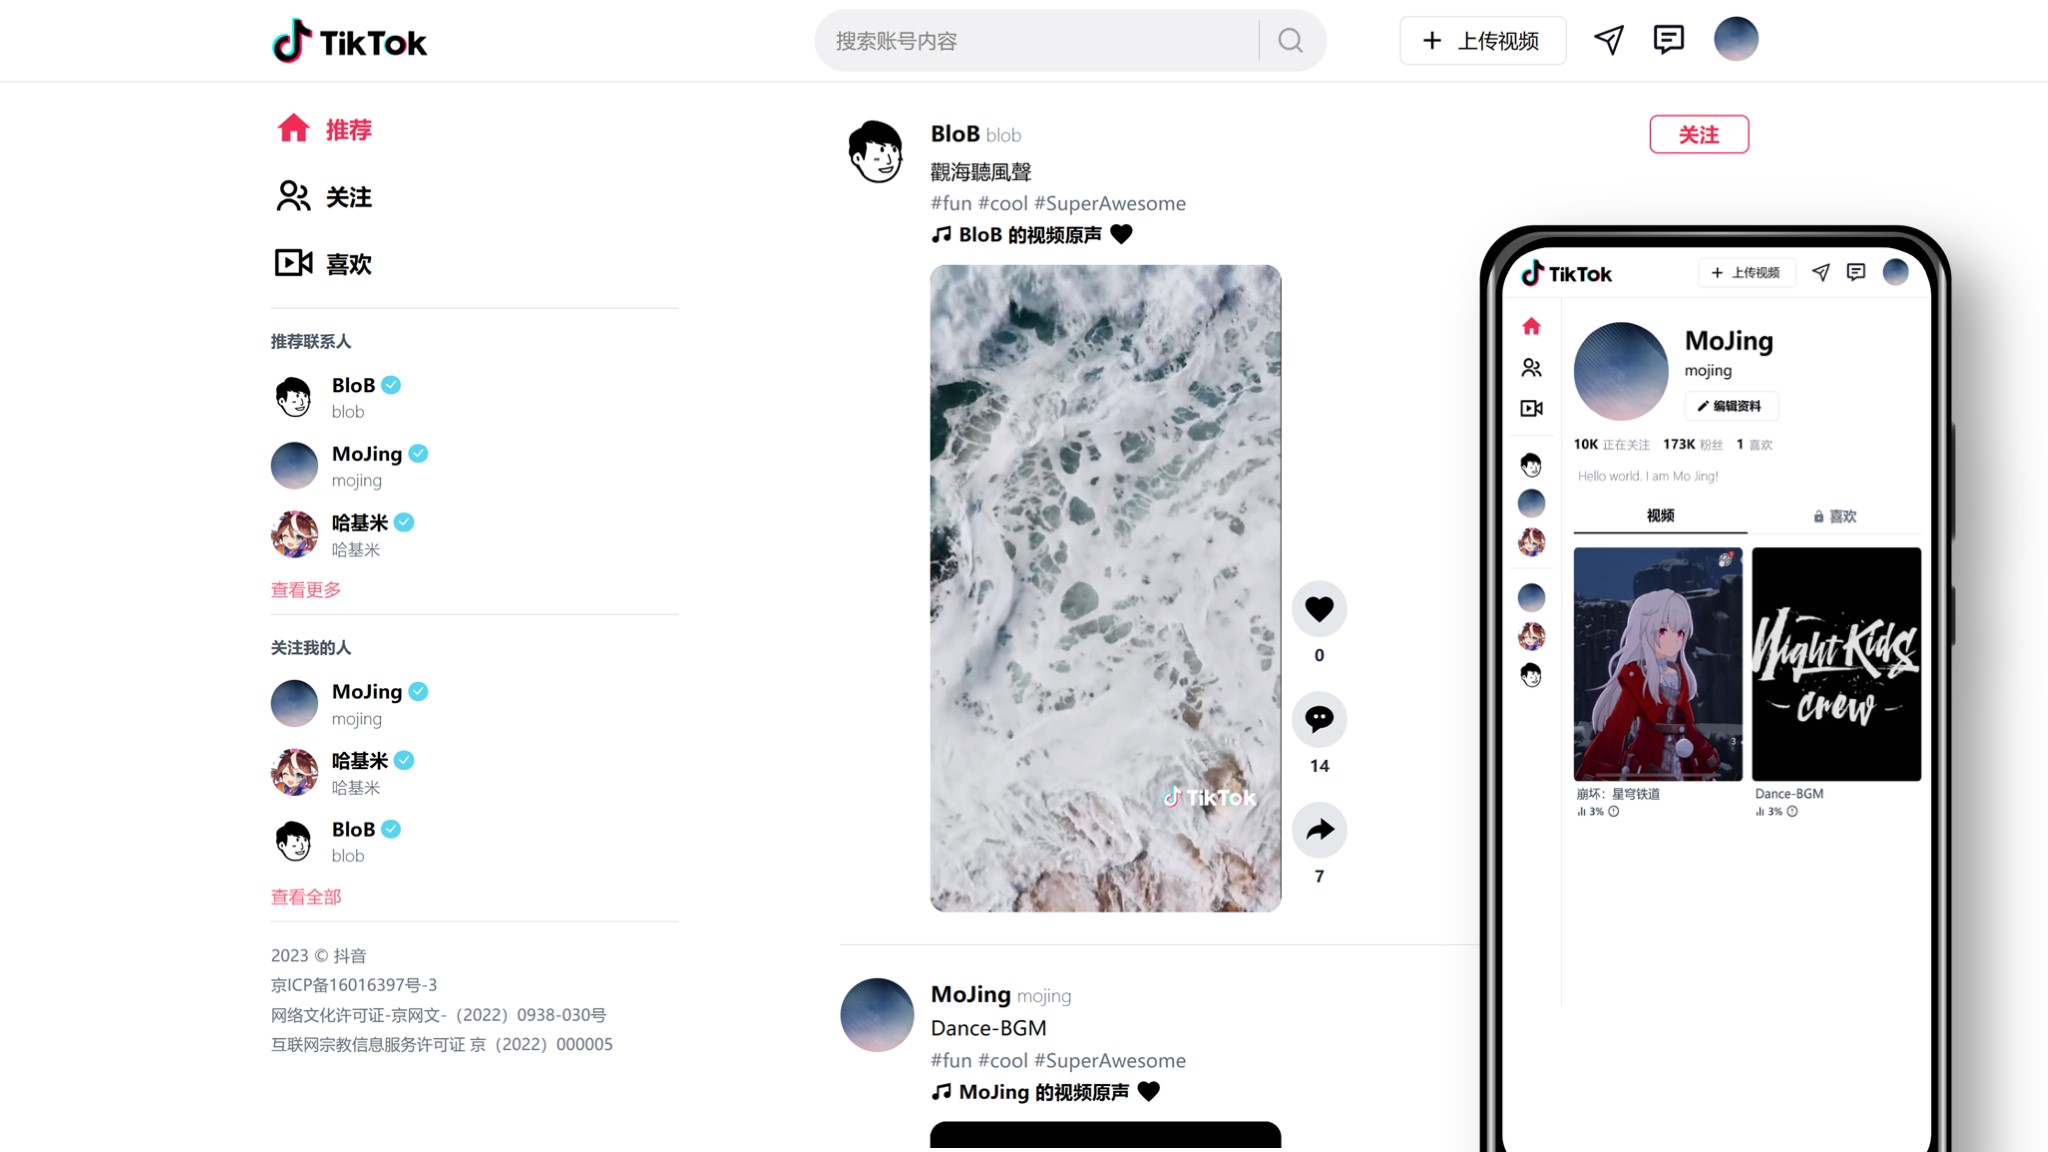 TikTok
搜索账号内容
上传视频
推荐
关注
喜欢
推荐联系人
BloB
blob
MoJing
mojing
哈基米
哈基米
查看更多
关注我的人
MoJing
mojing
哈基米
哈基米
BloB
blob
查看全部
2023 © 抖音
京ICP备16016397号-3
网络文化许可证-京网文-（2022）0938-030号
互联网宗教信息服务许可证 京（2022）000005
BloB blob
觀海聽風聲
#fun #cool #SuperAwesome
BloB 的视频原声
关注
TikTok
0
14
7
MoJing mojing
Dance-BGM
#fun #cool #SuperAwesome
MoJing 的视频原声
TikTok
上传视频
MoJing
mojing
编辑资料
10K 正在关注 173K 粉丝 1 喜欢
Hello world. I am Mo Jing!
视频
喜欢
Night Kids
crew
崩坏：星穹铁道
3%
Dance-BGM
3%